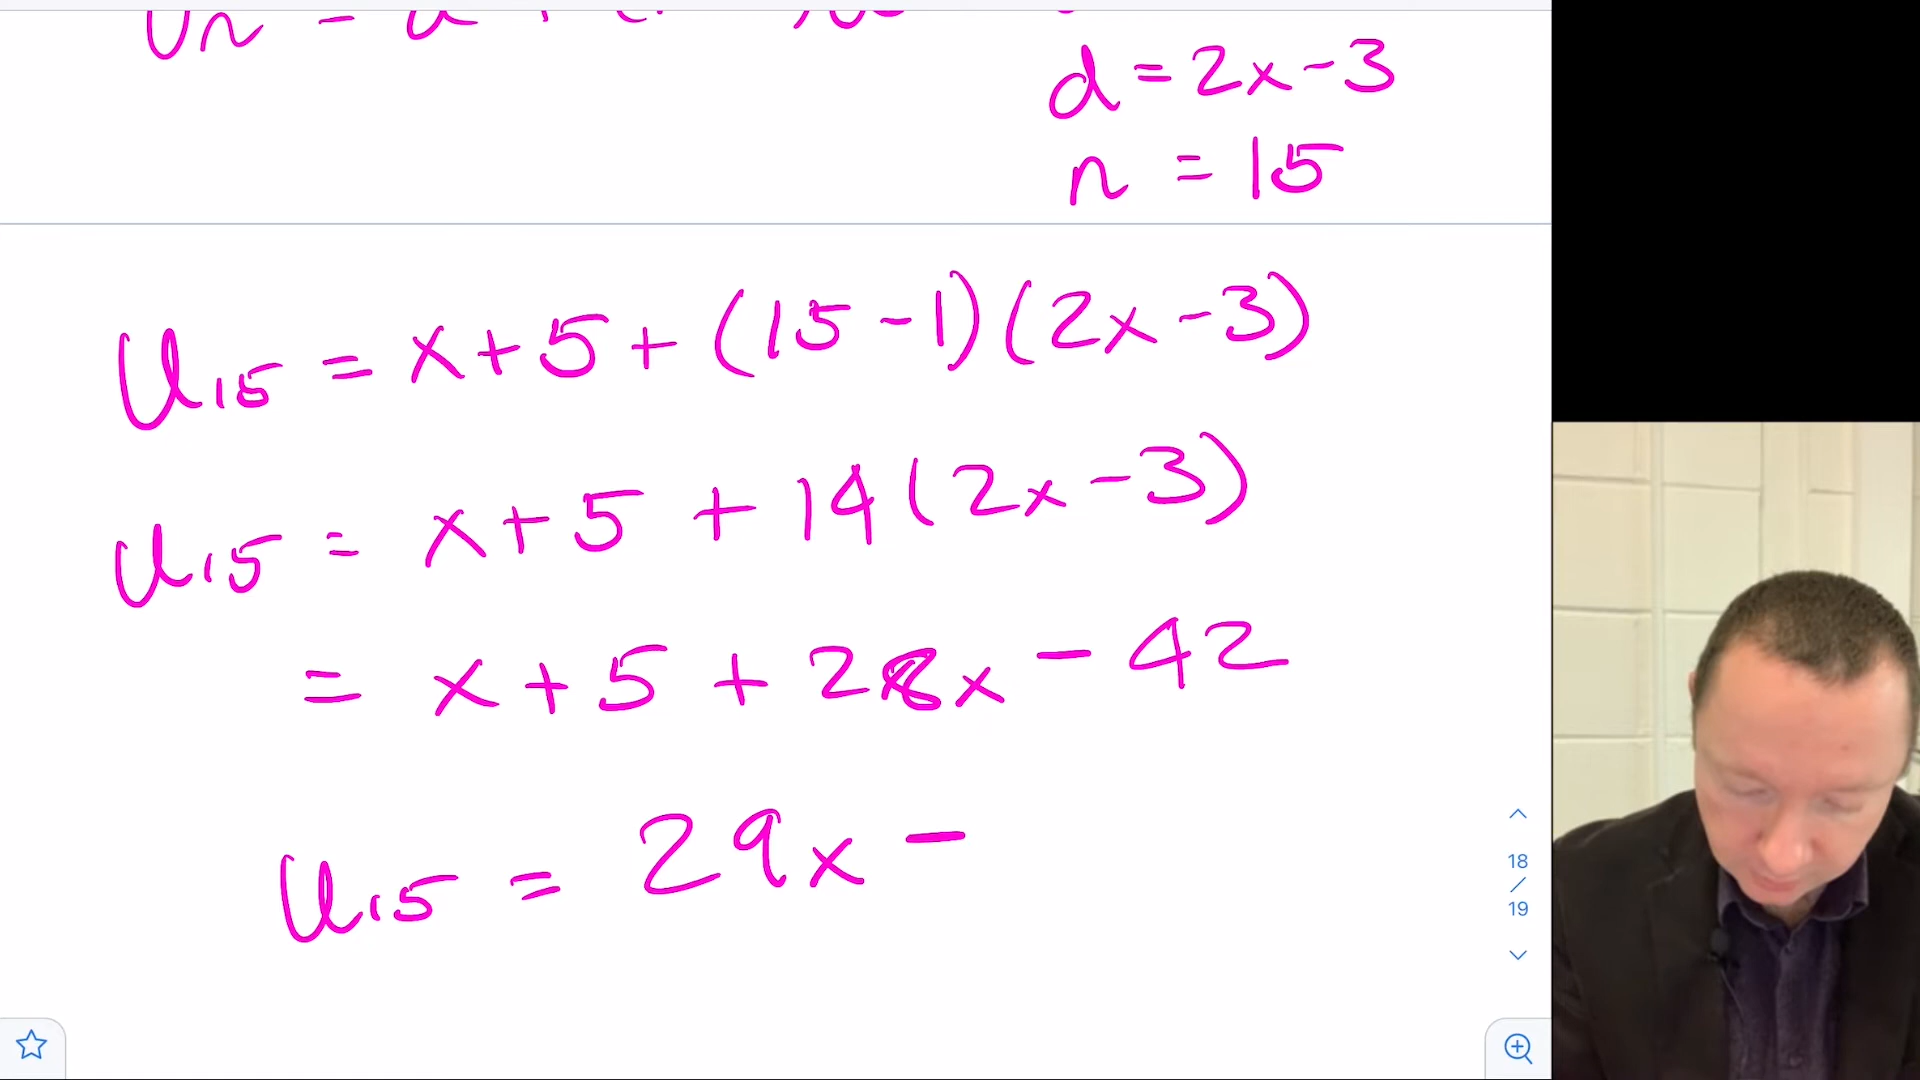 d = 2x - 3
n = 15
U15 = x + 5 + (15 - 1)(2x - 3)
U15 = x + 5 + 14(2x - 3)
= x + 5 + 28x - 42
U15 = 29x -
18
/
19